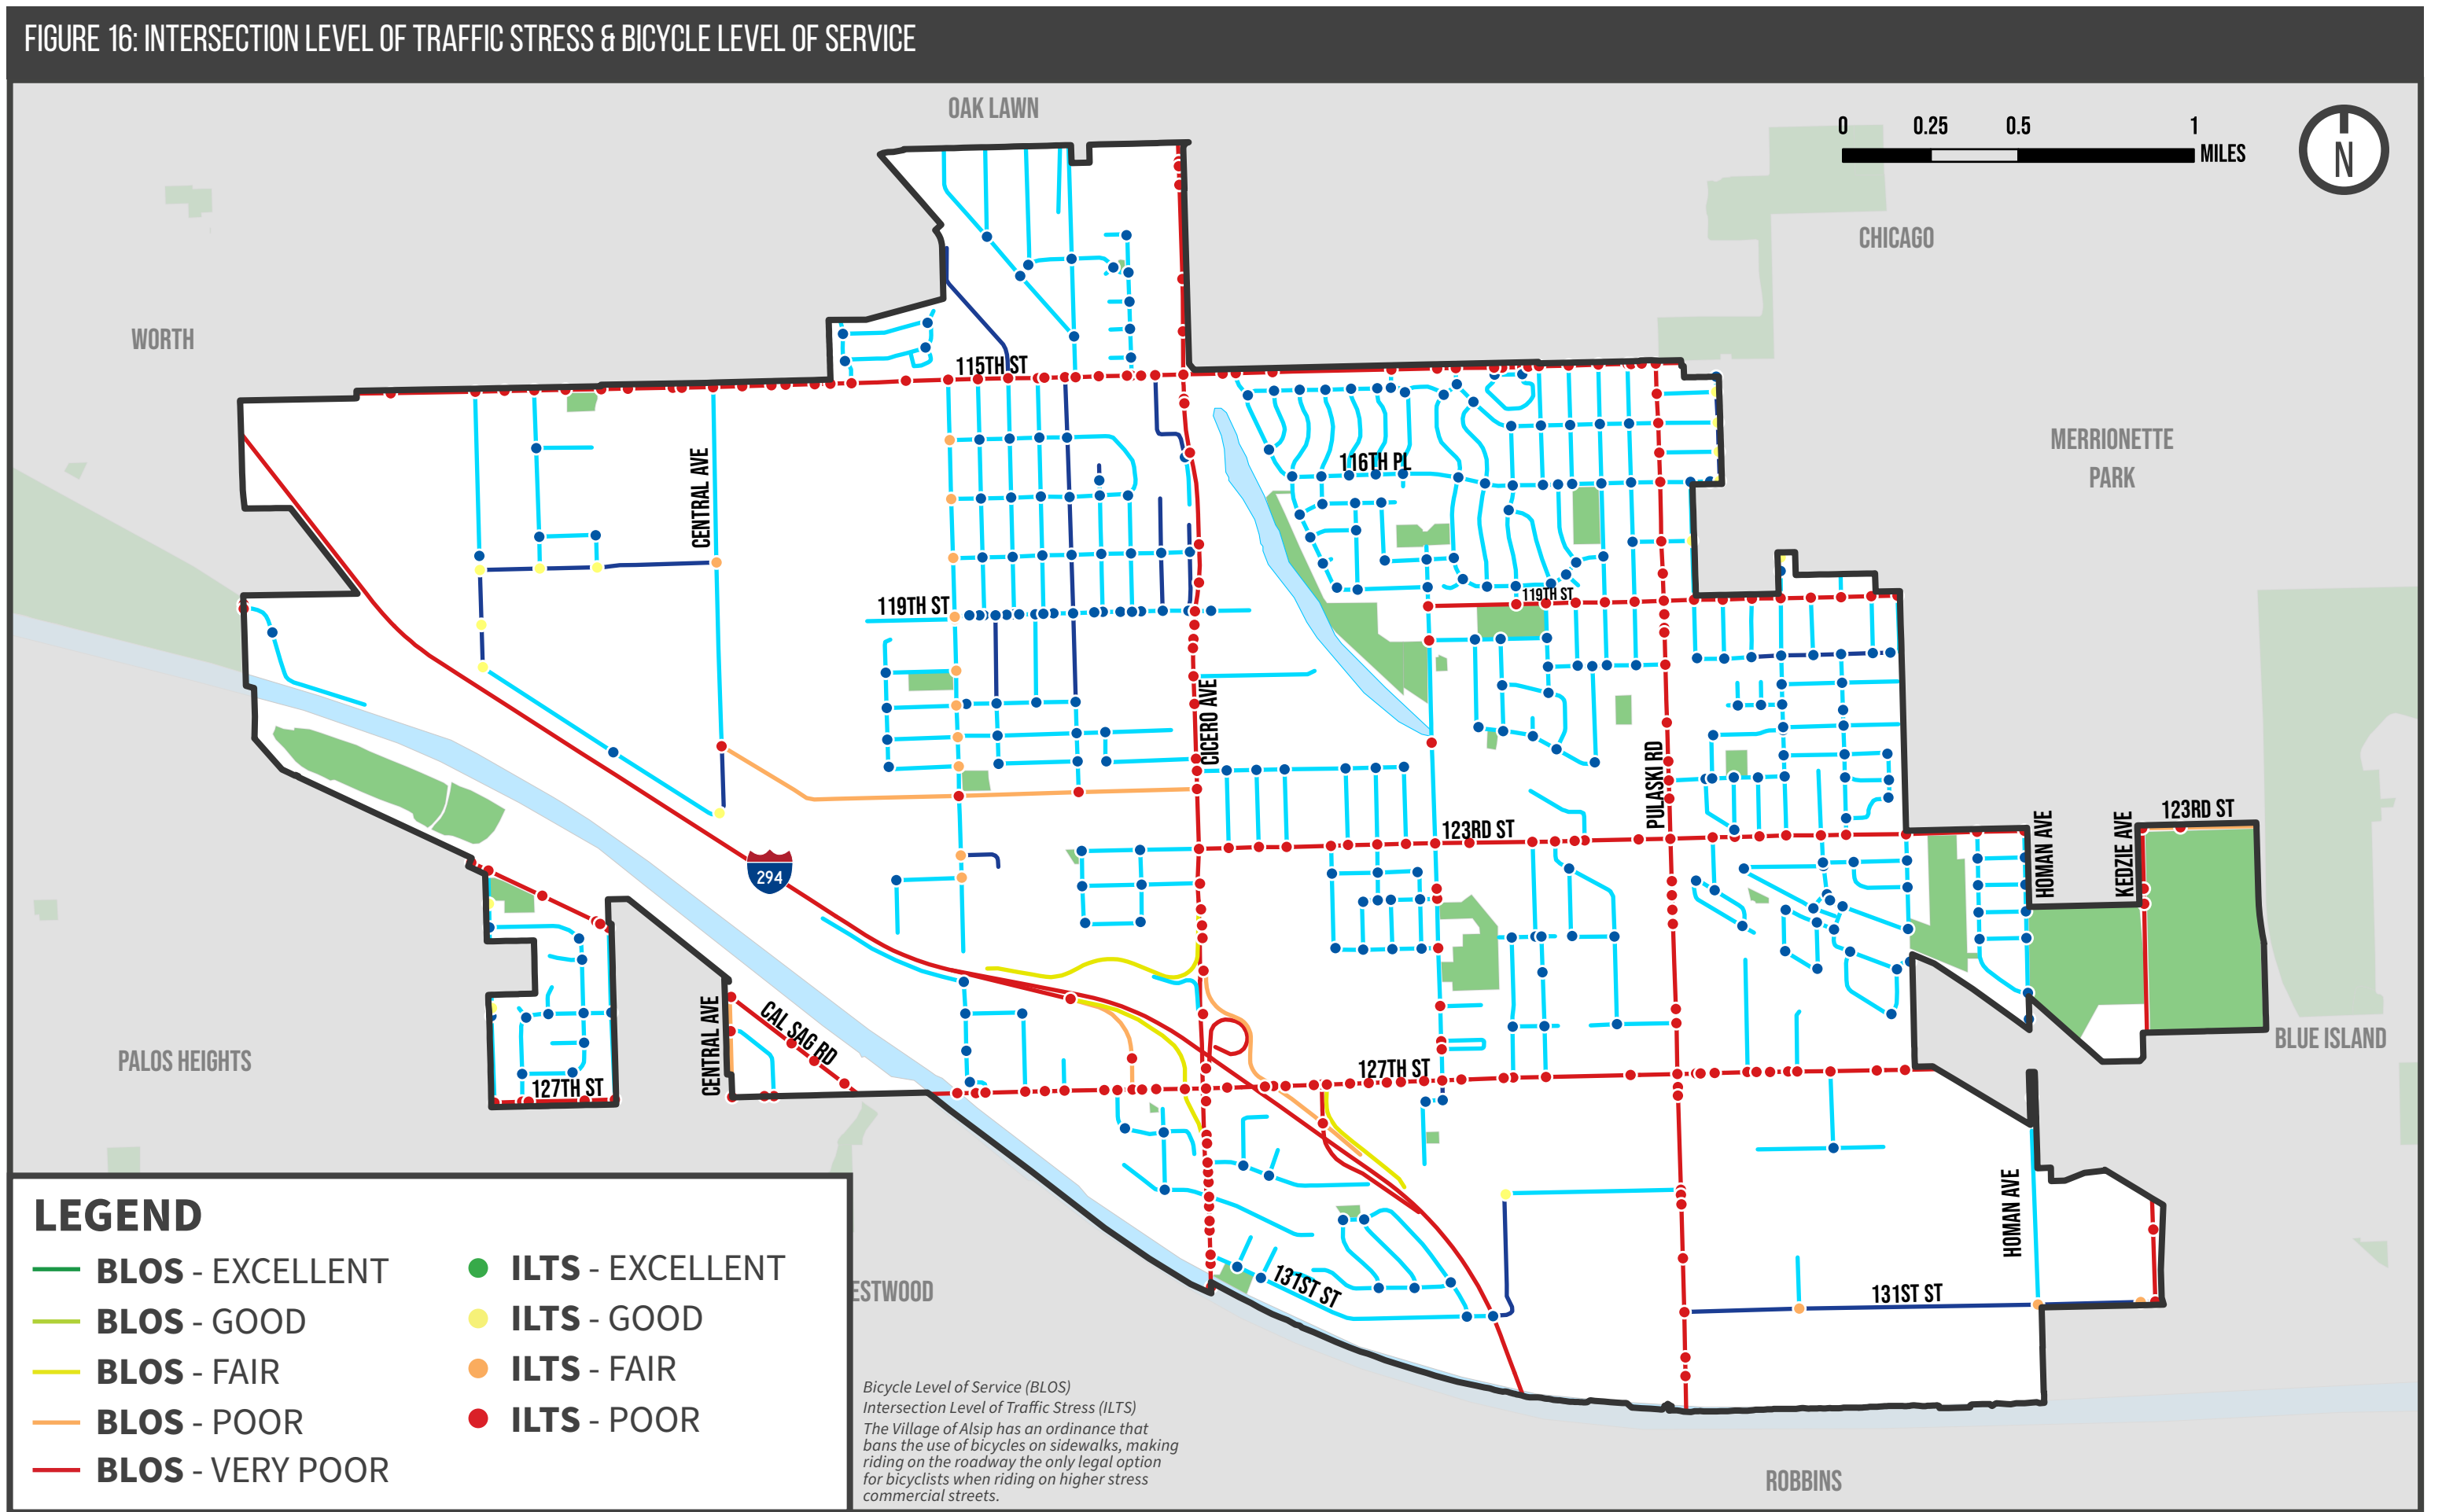 FIGURE 16: INTERSECTION LEVEL OF TRAFFIC STRESS & BICYCLE LEVEL OF SERVICE
OAK LAWN
0 0.25 0.5 1
MILES
N
CHICAGO
WORTH
115TH ST
MERRIONETTE
PARK
CENTRAL AVE
116TH PL
119TH ST
119TH ST
CICERO AVE
PULASKI RD
123RD ST
HOMAN AVE
KEDZIE AVE
123RD ST
294
PALOS HEIGHTS
127TH ST
CENTRAL AVE
CAL SAG RD
127TH ST
BLUE ISLAND
HOMAN AVE
131ST ST
131ST ST
ESTWOOD
ROBBINS
LEGEND
BLOS - EXCELLENT
BLOS - GOOD
BLOS - FAIR
BLOS - POOR
BLOS - VERY POOR
ILTS - EXCELLENT
ILTS - GOOD
ILTS - FAIR
ILTS - POOR
Bicycle Level of Service (BLOS)
Intersection Level of Traffic Stress (ILTS)
The Village of Alsip has an ordinance that
bans the use of bicycles on sidewalks, making
riding on the roadway the only legal option
for bicyclists when riding on higher stress
commercial streets.